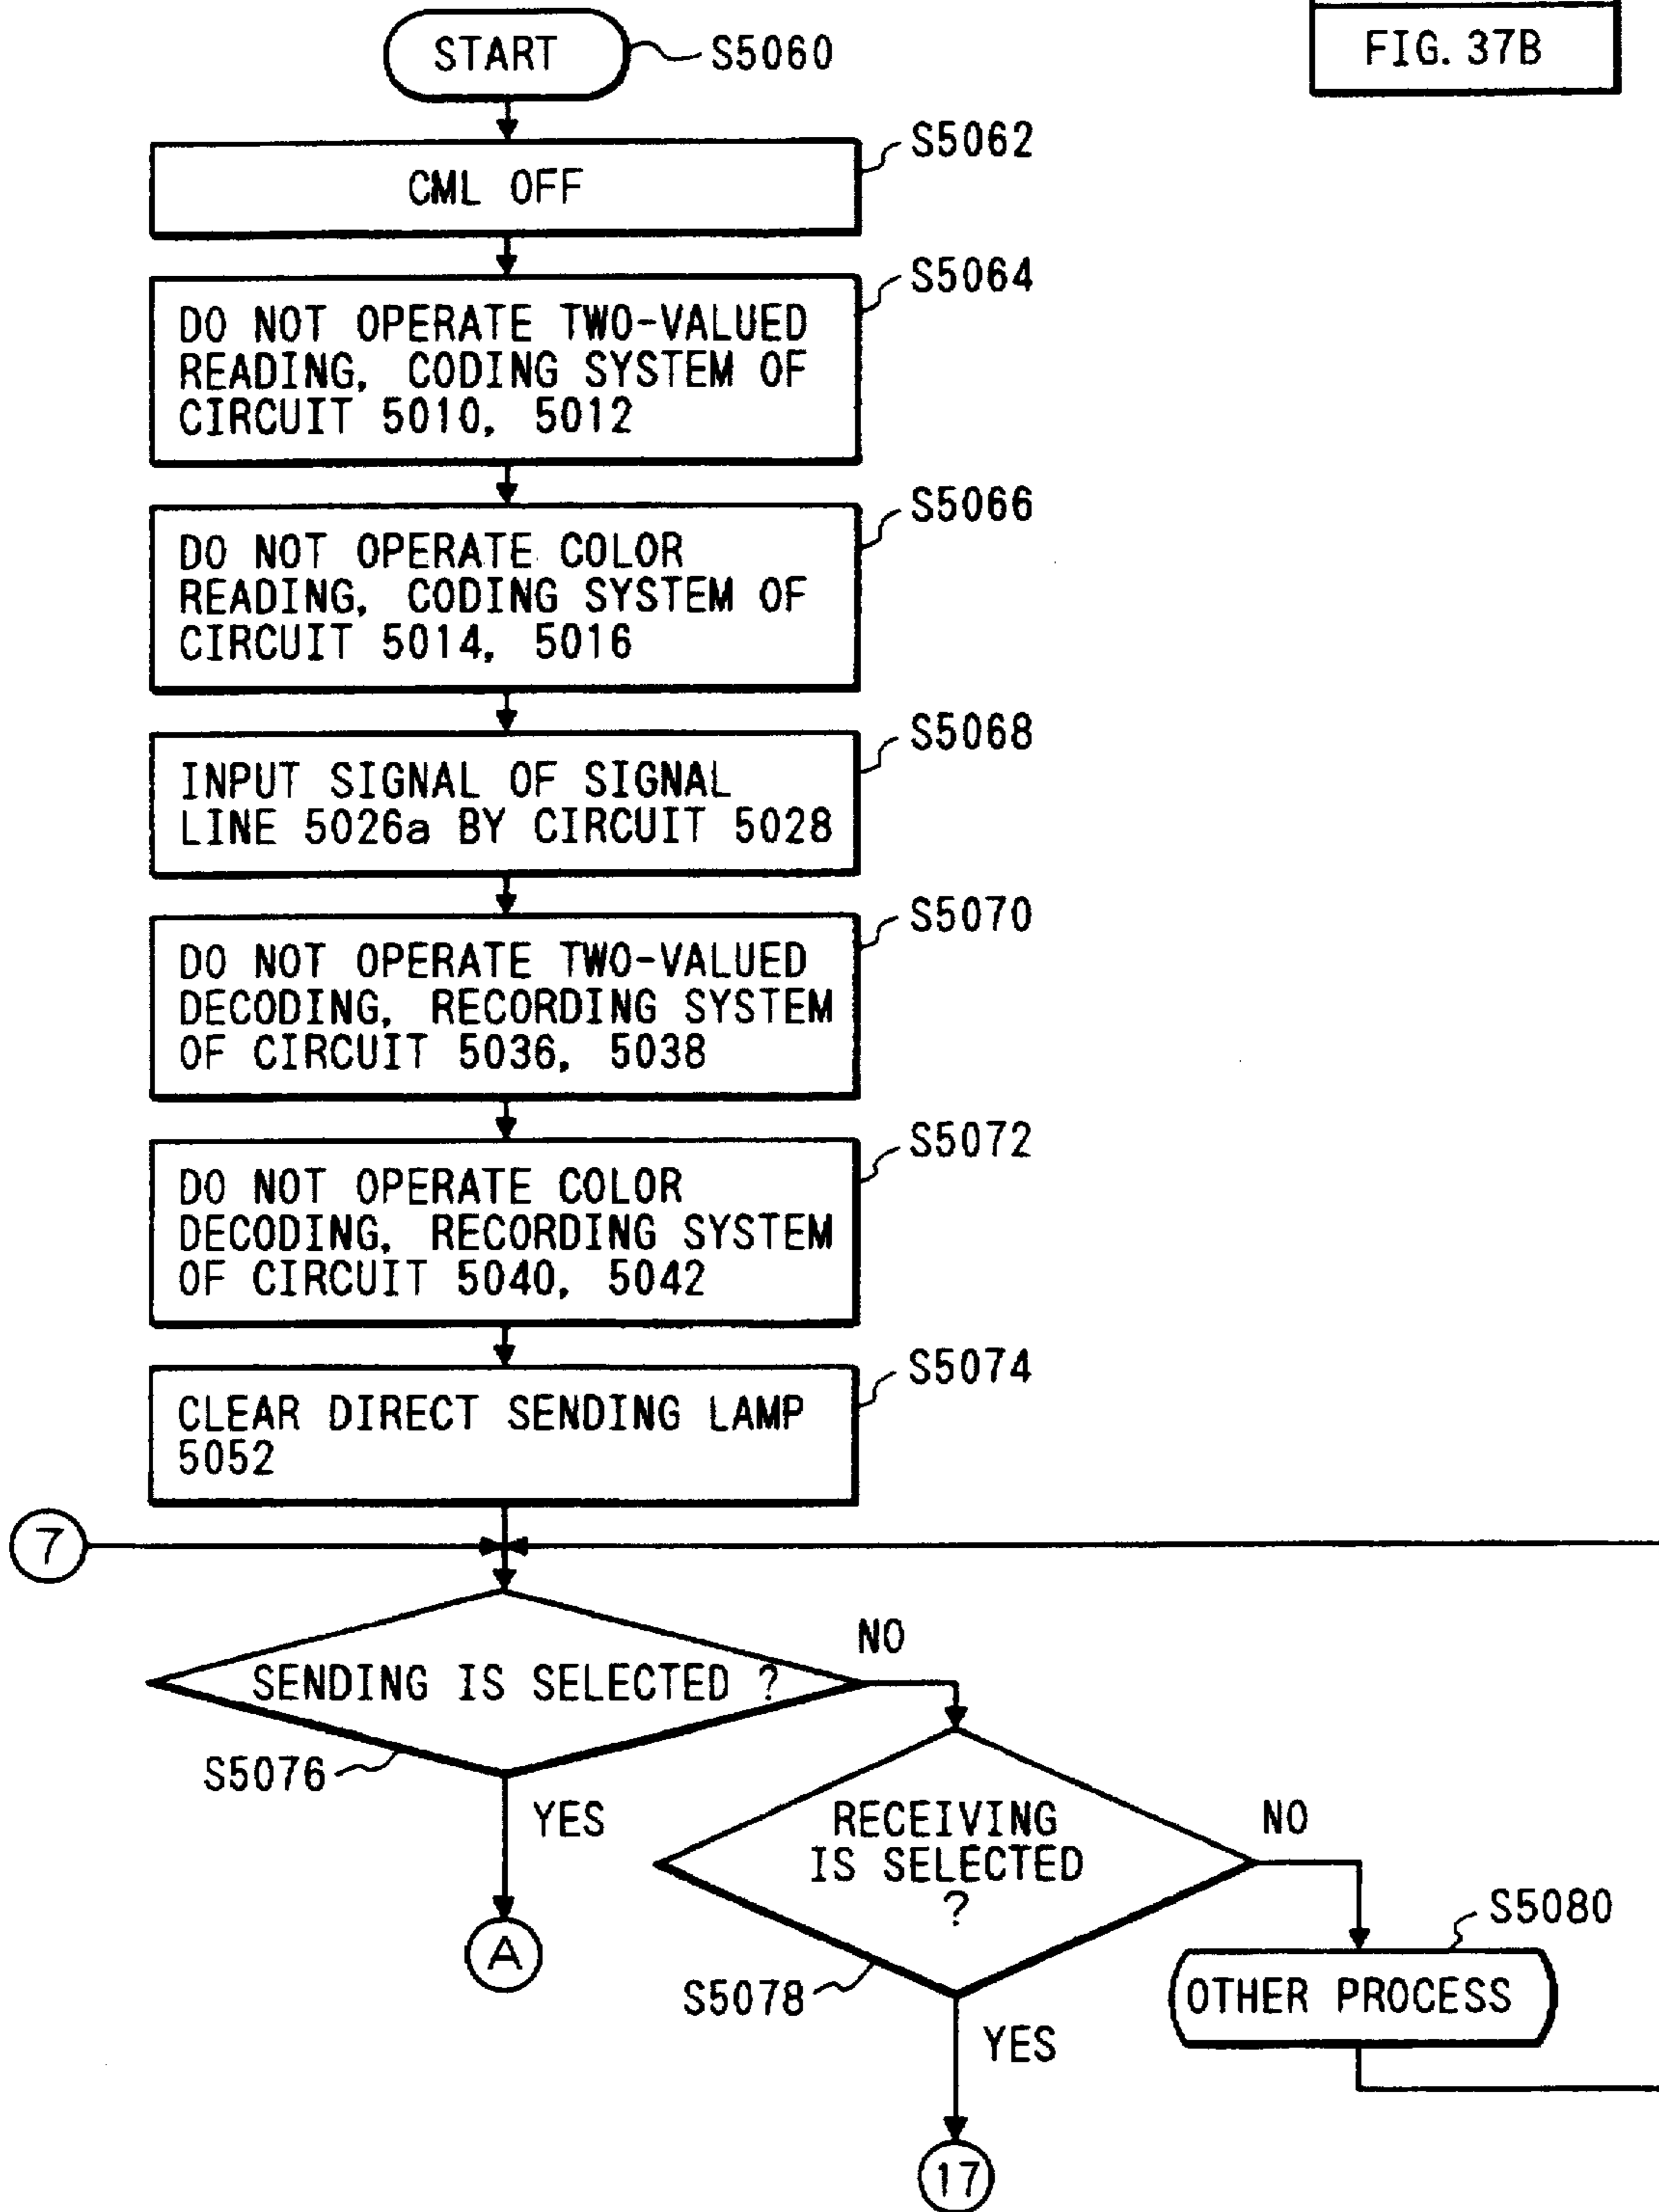 START
S5060
FIG. 37B
S5062
CML OFF
S5064
DO NOT OPERATE TWO-VALUED
READING, CODING SYSTEM OF
CIRCUIT 5010, 5012
S5066
DO NOT OPERATE COLOR
READING, CODING SYSTEM OF
CIRCUIT 5014, 5016
S5068
INPUT SIGNAL OF SIGNAL
LINE 5026a BY CIRCUIT 5028
S5070
DO NOT OPERATE TWO-VALUED
DECODING, RECORDING SYSTEM
OF CIRCUIT 5036, 5038
S5072
DO NOT OPERATE COLOR
DECODING, RECORDING SYSTEM
OF CIRCUIT 5040, 5042
S5074
CLEAR DIRECT SENDING LAMP
5052
7
SENDING IS SELECTED ?
NO
S5076
YES
A
RECEIVING
IS SELECTED
?
NO
S5078
YES
17
S5080
OTHER PROCESS